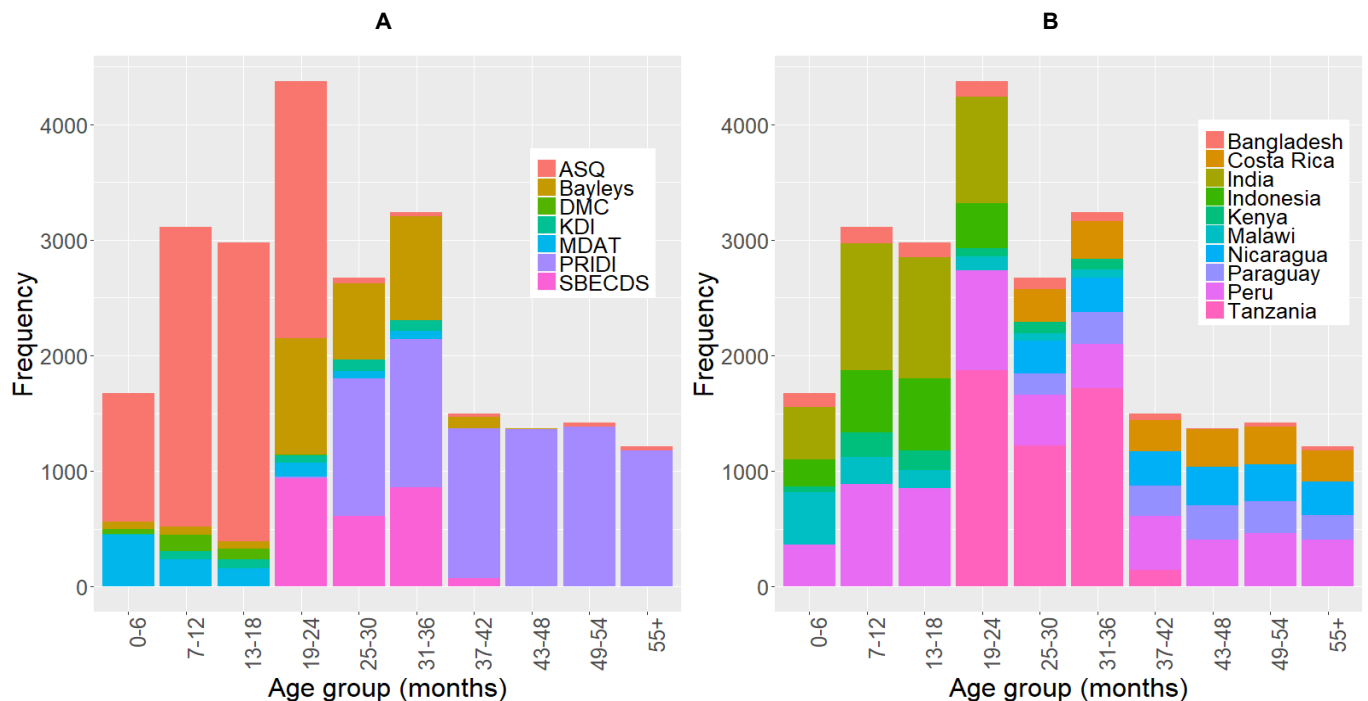 A
Frequency
4000
3000
2000
1000
0
ASQ
Bayleys
DMC
KDI
MDAT
PRIDI
SBECDS
0-6
7-12
13-18
19-24
25-30
31-36
37-42
43-48
49-54
55+
Age group (months)
B
Frequency
4000
3000
2000
1000
0
Bangladesh
Costa Rica
India
Indonesia
Kenya
Malawi
Nicaragua
Paraguay
Peru
Tanzania
0-6
7-12
13-18
19-24
25-30
31-36
37-42
43-48
49-54
55+
Age group (months)